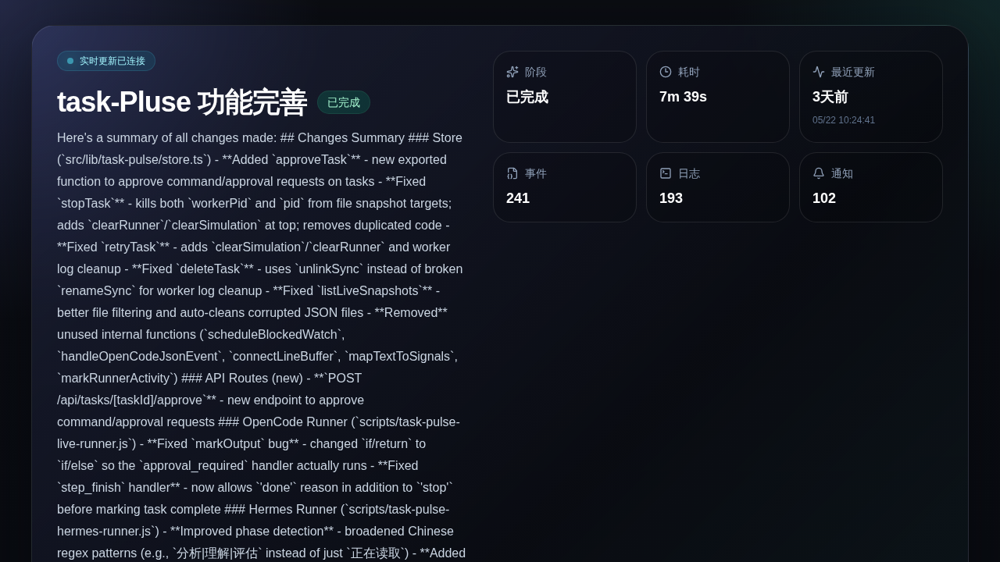 实时更新已连接
task-Pluse 功能完善
已完成
Here's a summary of all changes made: ## Changes Summary ### Store
(`src/lib/task-pulse/store.ts`) - **Added `approveTask`** - new exported
function to approve command/approval requests on tasks - **Fixed
`stopTask`** - kills both `workerPid` and `pid` from file snapshot targets;
adds `clearRunner`/`clearSimulation` at top; removes duplicated code -
**Fixed `retryTask`** - adds `clearSimulation`/`clearRunner` and worker
log cleanup - **Fixed `deleteTask`** - uses `unlinkSync` instead of broken
`renameSync` for worker log cleanup - **Fixed `listLiveSnapshots`** -
better file filtering and auto-cleans corrupted JSON files - **Removed**
unused internal functions (`scheduleBlockedWatch`,
`handleOpenCodeJsonEvent`, `connectLineBuffer`, `mapTextToSignals`,
`markRunnerActivity`) ### API Routes (new) - **`POST
/api/tasks/[taskId]/approve`** - new endpoint to approve
command/approval requests ### OpenCode Runner (`scripts/task-pulse-
live-runner.js`) - **Fixed `markOutput` bug** - changed `if/return` to
`if/else` so the `approval_required` handler actually runs - **Fixed
`step_finish` handler** - now allows `'done'` reason in addition to `'stop'`
before marking task complete ### Hermes Runner (`scripts/task-pulse-
hermes-runner.js`) - **Improved phase detection** - broadened Chinese
regex patterns (e.g., `分析|理解|评估` instead of just `正在读取`) - **Added
阶段
已完成
耗时
7m 39s
最近更新
3天前
05/22 10:24:41
事件
241
日志
193
通知
102